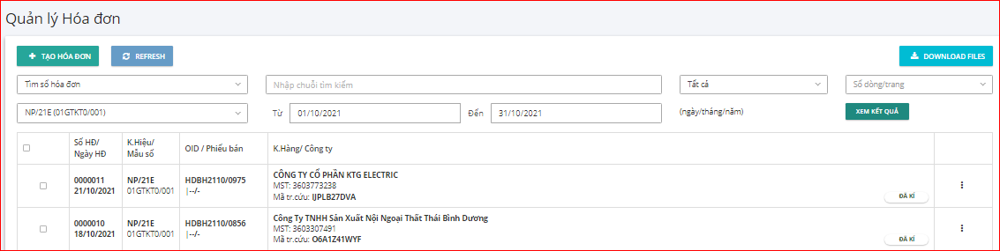 Quản lý Hóa đơn
TẠO HÓA ĐƠN REFRESH DOWNLOAD FILES
Tìm số hóa đơn Nhập chuỗi tìm kiếm Tất cả Số dòng/trang
NP/21E (01GTKT0/001) Từ 01/10/2021 Đến 31/10/2021 (ngày/tháng/năm) XEM KẾT QUẢ
Số HĐ/ Ngày HĐ K.Hiệu/ Mẫu số OID / Phiếu bán K.Hàng/ Công ty
0000011 NP/21E HDBH2110/0975 CÔNG TY CỔ PHẦN KTG ELECTRIC
21/10/2021 01GTKT0/001 |--/- MST: 3603773238
Mã tr.cứu: IJPLB27DVA ĐÃ KÍ
0000010 NP/21E HDBH2110/0856 Công Ty TNHH Sản Xuất Nội Ngoại Thất Thái Bình Dương
18/10/2021 01GTKT0/001 |--/- MST: 3603307491
Mã tr.cứu: O6A1Z41WYF ĐÃ KÍ